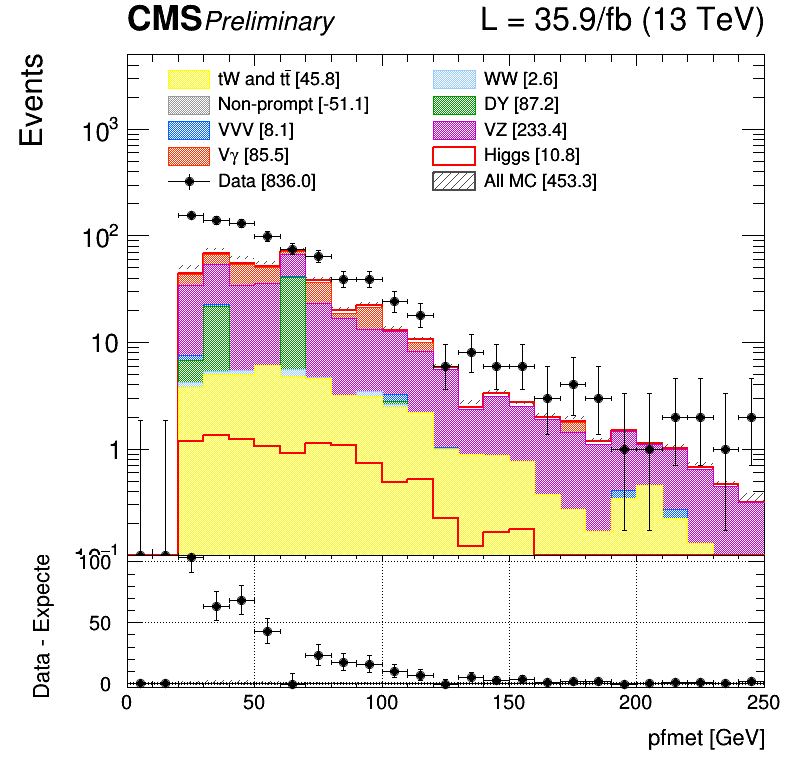 CMS Preliminary L = 35.9/fb (13 TeV)
Events
tW and tt̄ [45.8] WW [2.6]
Non-prompt [-51.1] DY [87.2]
VVV [8.1] VZ [233.4]
Vγ [85.5] Higgs [10.8]
Data [836.0] All MC [453.3]
10³
10²
10
1
Data - Expecte
100
50
0
0 50 100 150 200 250
pfmet [GeV]